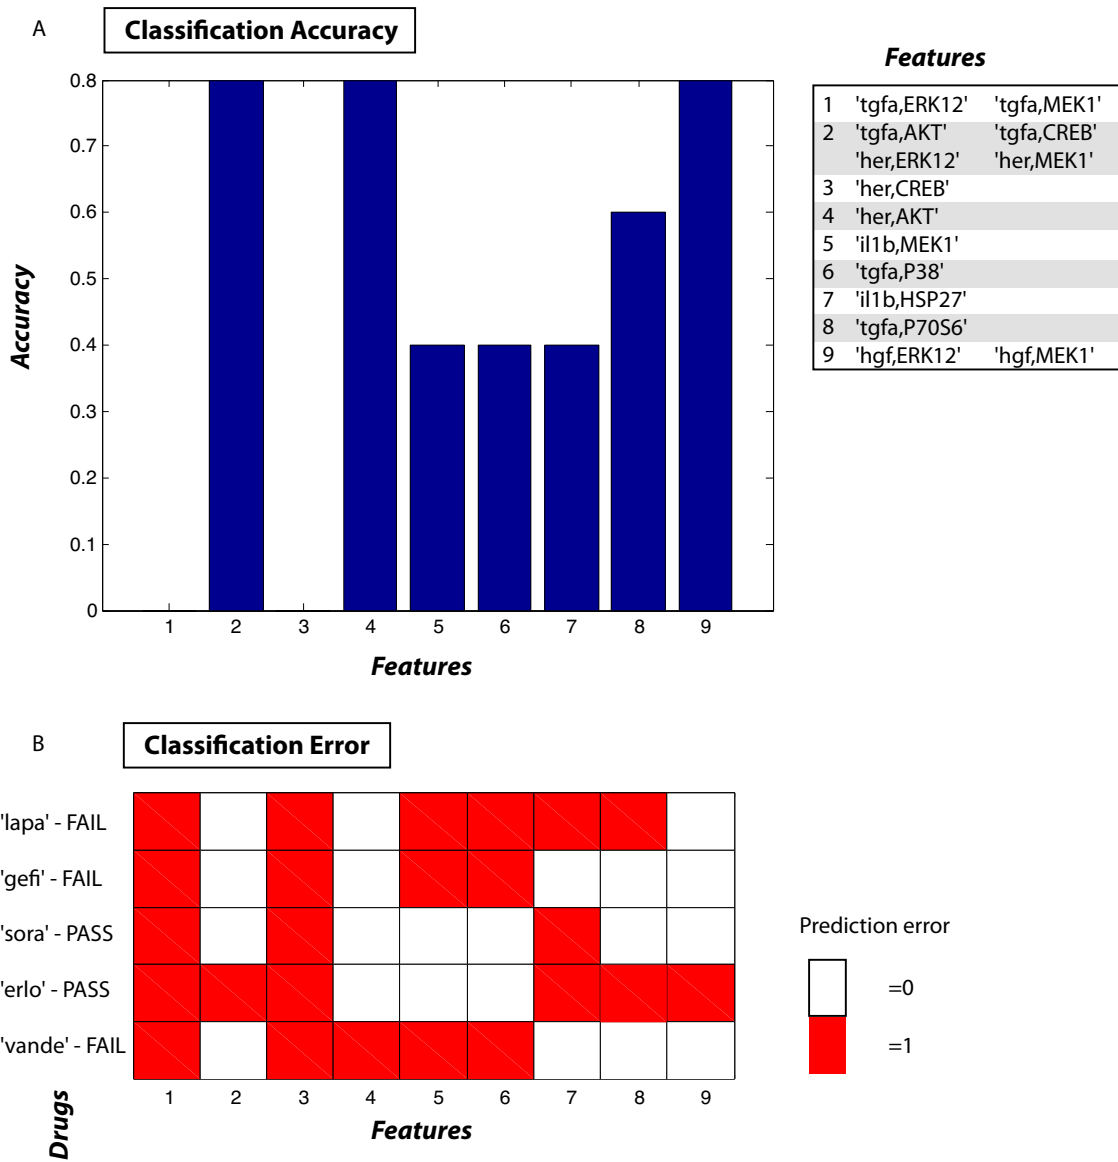 A
Classification Accuracy
0.8
0.7
0.6
0.5
0.4
0.3
0.2
0.1
0
Accuracy
1 2 3 4 5 6 7 8 9
Features
Features
1 'tgfa,ERK12' 'tgfa,MEK1'
2 'tgfa,AKT' 'tgfa,CREB'
'her,ERK12' 'her,MEK1'
3 'her,CREB'
4 'her,AKT'
5 'il1b,MEK1'
6 'tgfa,P38'
7 'il1b,HSP27'
8 'tgfa,P70S6'
9 'hgf,ERK12' 'hgf,MEK1'
B
Classification Error
'lapa' - FAIL
'gefi' - FAIL
'sora' - PASS
'erlo' - PASS
'vande' - FAIL
Drugs
1 2 3 4 5 6 7 8 9
Features
Prediction error
=0
=1